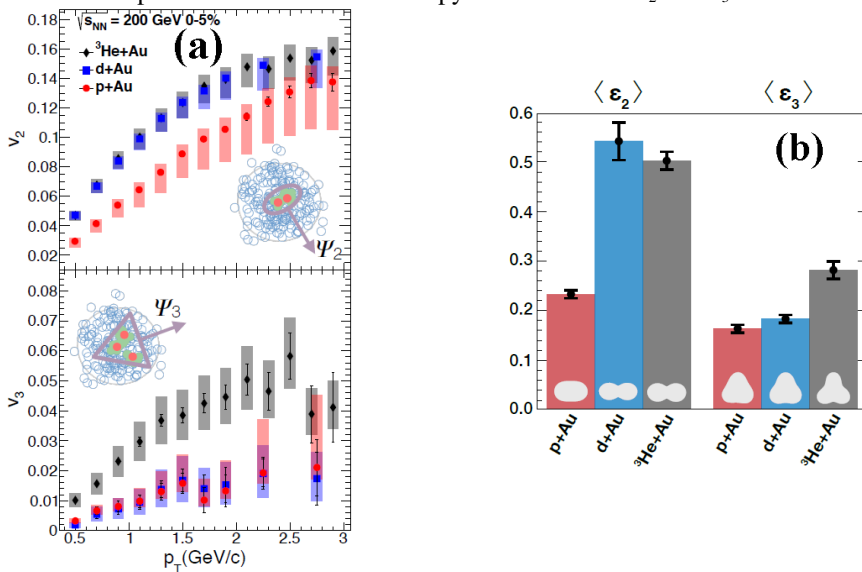 √s_NN = 200 GeV 0-5%
(a)
³He+Au
d+Au
p+Au
v₂
0.2
0.18
0.16
0.14
0.12
0.1
0.08
0.06
0.04
0.02
Ψ₂
v₃
0.08
0.07
0.06
0.05
0.04
0.03
0.02
0.01
0
Ψ₃
0.5 1 1.5 2 2.5 3
p_T(GeV/c)
⟨ε₂⟩ ⟨ε₃⟩
(b)
0.6
0.5
0.4
0.3
0.2
0.1
0.0
p+Au d+Au ³He+Au p+Au d+Au ³He+Au